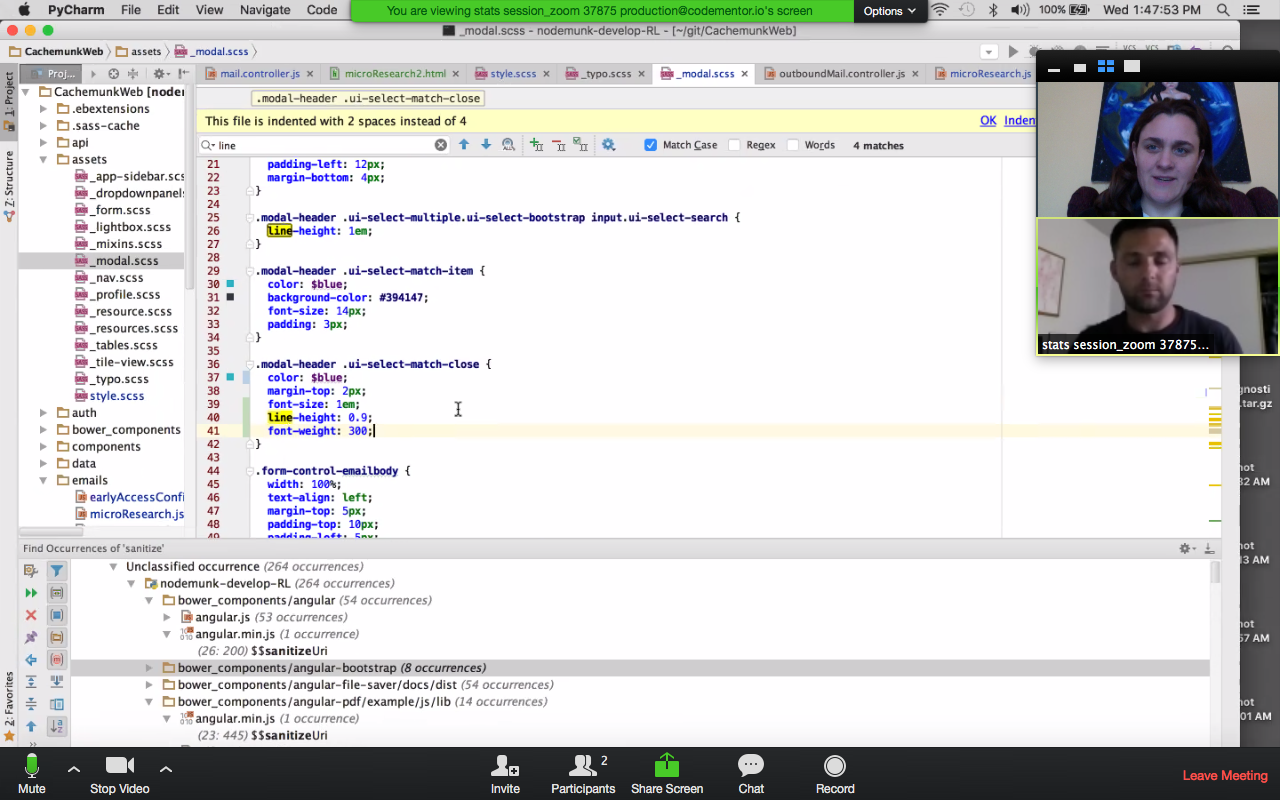 PyCharm File Edit View Navigate Code
You are viewing stats session_zoom 37875 production@codementor.io's screen
Options
100% Wed 1:47:53 PM
_modal.scss - nodemunk-develop-RL - [~/git/CachemunkWeb]
CachemunkWeb assets _modal.scss
Proj...
mail.controller.js
microResearch2.html
style.scss
_typo.scss
_modal.scss
outboundMail.controller.js
microResearch.js
1: Project
Z: Structure
2: Favorites
CachemunkWeb [node
.ebextensions
.sass-cache
api
assets
_app-sidebar.scs
_dropdownpanels
_form.scss
_lightbox.scss
_mixins.scss
_modal.scss
_nav.scss
_profile.scss
_resource.scss
_resources.scss
_tables.scss
_tile-view.scss
_typo.scss
style.scss
auth
bower_components
components
data
emails
earlyAccessConfi
microResearch.js
.modal-header .ui-select-match-close
This file is indented with 2 spaces instead of 4
OK Inden
line
Match Case Regex Words 4 matches
21 padding-left: 12px;
22 margin-bottom: 4px;
23 }
24
25 .modal-header .ui-select-multiple.ui-select-bootstrap input.ui-select-search {
26 line-height: 1em;
27 }
28
29 .modal-header .ui-select-match-item {
30 color: $blue;
31 background-color: #394147;
32 font-size: 14px;
33 padding: 3px;
34 }
35
36 .modal-header .ui-select-match-close {
37 color: $blue;
38 margin-top: 2px;
39 font-size: 1em;
40 line-height: 0.9;
41 font-weight: 300;
42 }
43
44 .form-control-emailbody {
45 width: 100%;
46 text-align: left;
47 margin-top: 5px;
48 padding-top: 10px;
49 padding-left: 5px;
stats session_zoom 37875...
gnosti
.tar.gz
not
32 AM
not
13 AM
not
57 AM
not
01 AM
Find Occurrences of 'sanitize'
Unclassified occurrence (264 occurrences)
nodemunk-develop-RL (264 occurrences)
bower_components/angular (54 occurrences)
angular.js (53 occurrences)
angular.min.js (1 occurrence)
(26: 200) $$sanitizeUri
bower_components/angular-bootstrap (8 occurrences)
bower_components/angular-file-saver/docs/dist (54 occurrences)
bower_components/angular-pdf/example/js/lib (14 occurrences)
angular.min.js (1 occurrence)
(23: 445) $$sanitizeUri
Mute
Stop Video
Invite
2
Participants
Share Screen
Chat
Record
Leave Meeting